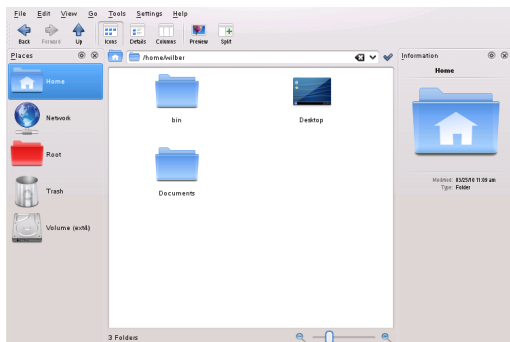 File Edit View Go Tools Settings Help
Back Forward Up Icons Details Columns Preview Split
Places
/home/wilber
Information
Home
Network
Root
Trash
Volume (ext4)
bin
Desktop
Documents
Home
Modified: 03/25/10 11:09 am
Type: Folder
3 Folders